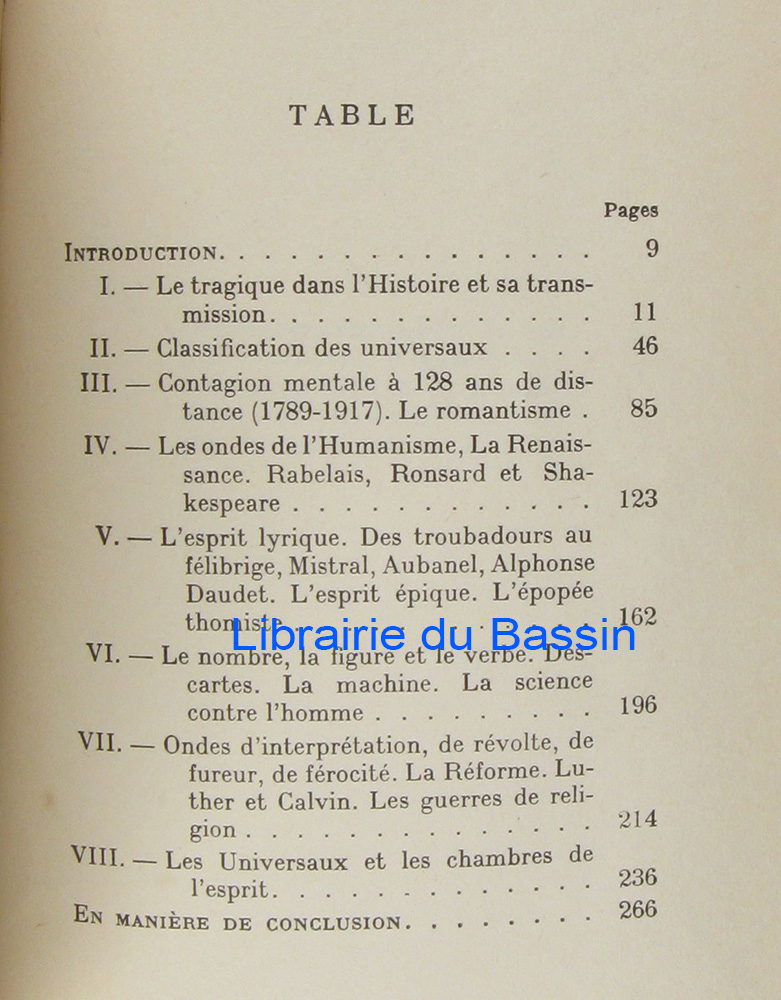 TABLE
Pages
INTRODUCTION. . . . . . . . . . . . . . . . 9
I. — Le tragique dans l'Histoire et sa trans-
mission. . . . . . . . . . . . . . 11
II. — Classification des universaux . . . . 46
III. — Contagion mentale à 128 ans de dis-
tance (1789-1917). Le romantisme . 85
IV. — Les ondes de l'Humanisme, La Renais-
sance. Rabelais, Ronsard et Sha-
kespeare . . . . . . . . . . . . . 123
V. — L'esprit lyrique. Des troubadours au
félibrige, Mistral, Aubanel, Alphonse
Daudet. L'esprit épique. L'épopée
thomiste . . . . . . . . . . . . . 162
Librairie du Bassin
VI. — Le nombre, la figure et le verbe. Des-
cartes. La machine. La science
contre l'homme . . . . . . . . . 196
VII. — Ondes d'interprétation, de révolte, de
fureur, de férocité. La Réforme. Lu-
ther et Calvin. Les guerres de reli-
gion . . . . . . . . . . . . . . . 214
VIII. — Les Universaux et les chambres de
l'esprit. . . . . . . . . . . . . . 236
EN MANIÈRE DE CONCLUSION. . . . . . . . 266